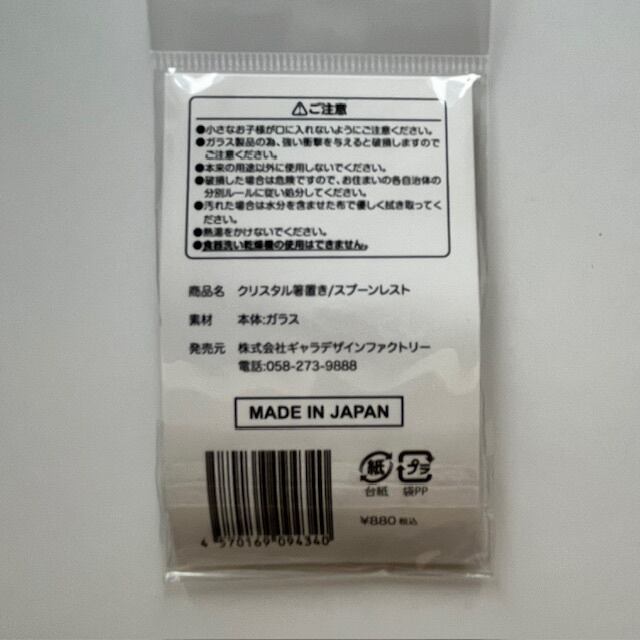 ⚠ご注意
●小さなお子様が口に入れないようにご注意ください。
●ガラス製品の為、強い衝撃を与えると破損しますので
ご注意ください。
●本来の用途以外に使用しないでください。
●破損した場合は危険ですので、お住まいの各自治体の
分別ルールに従い処分してください。
●汚れた場合は水分を含ませた布で優しく拭き取ってく
ださい。
●熱湯をかけないでください。
●食器洗い乾燥機の使用はできません。
商品名 クリスタル箸置き/スプーンレスト
素材 本体:ガラス
発売元 株式会社ギャラデザインファクトリー
電話:058-273-9888
MADE IN JAPAN
紙 プラ
台紙 袋PP
¥880税込
4 570169 094340